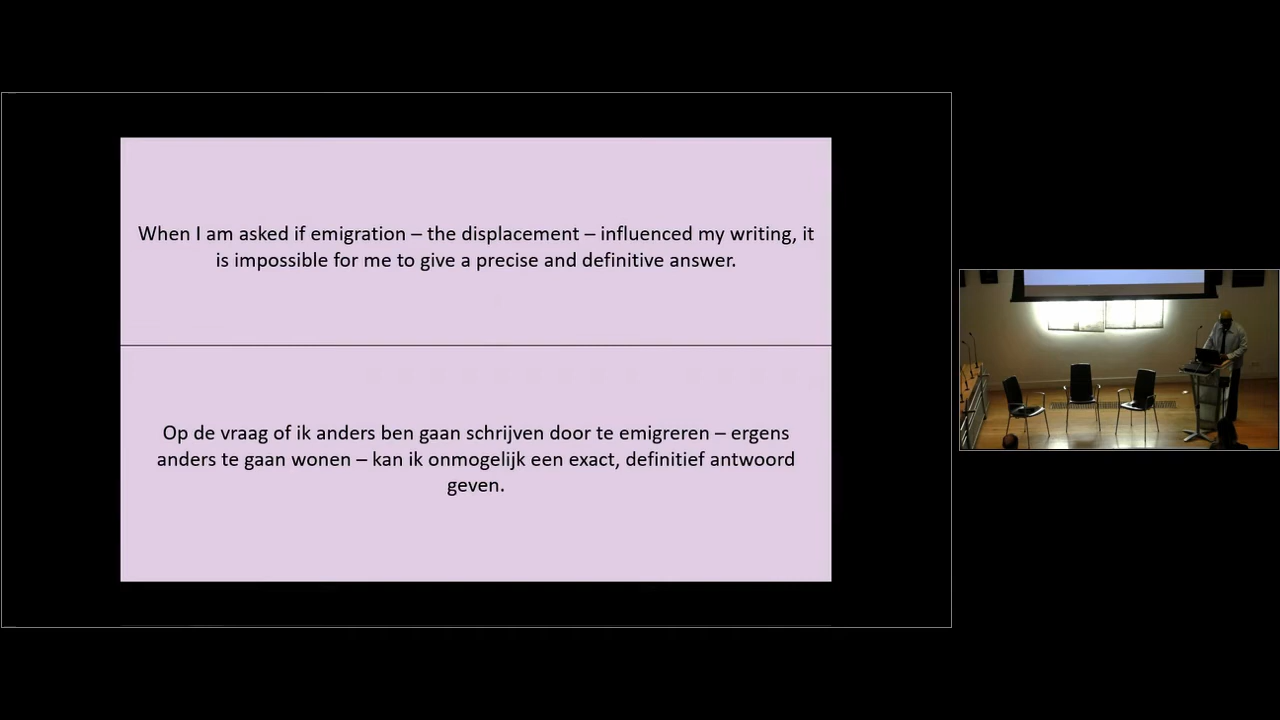 When I am asked if emigration – the displacement – influenced my writing, it
is impossible for me to give a precise and definitive answer.
Op de vraag of ik anders ben gaan schrijven door te emigreren – ergens
anders te gaan wonen – kan ik onmogelijk een exact, definitief antwoord
geven.